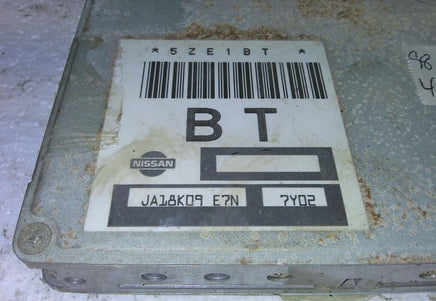 *5ZE1BT*
BT
NISSAN
JA18K09 E7N 7Y02